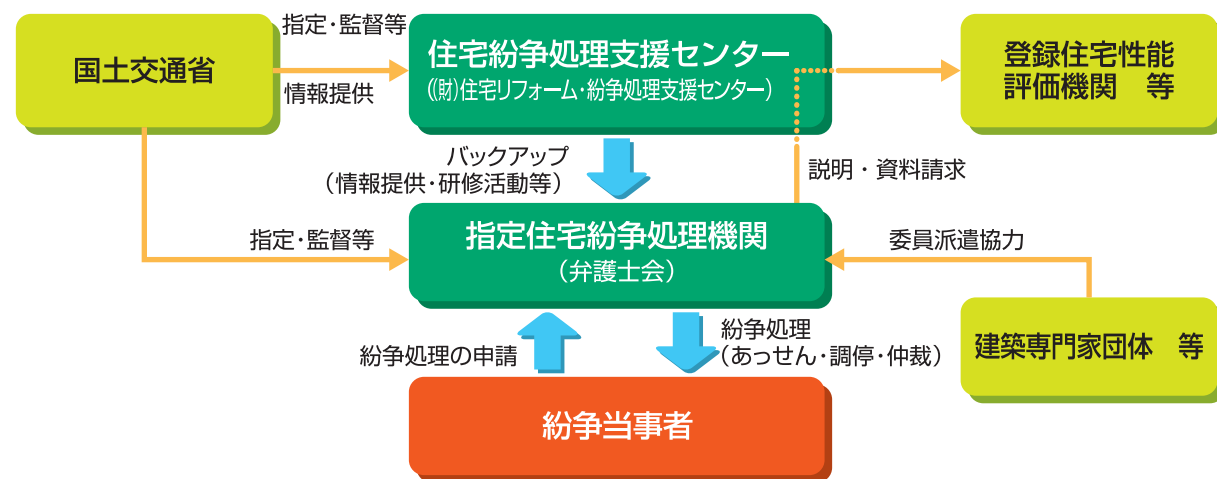 指定・監督等
国土交通省
情報提供
住宅紛争処理支援センター
((財)住宅リフォーム・紛争処理支援センター)
登録住宅性能
評価機関　等
バックアップ
（情報提供・研修活動等）
説明・資料請求
指定・監督等
指定住宅紛争処理機関
（弁護士会）
委員派遣協力
紛争処理の申請
紛争処理
（あっせん・調停・仲裁）
建築専門家団体　等
紛争当事者